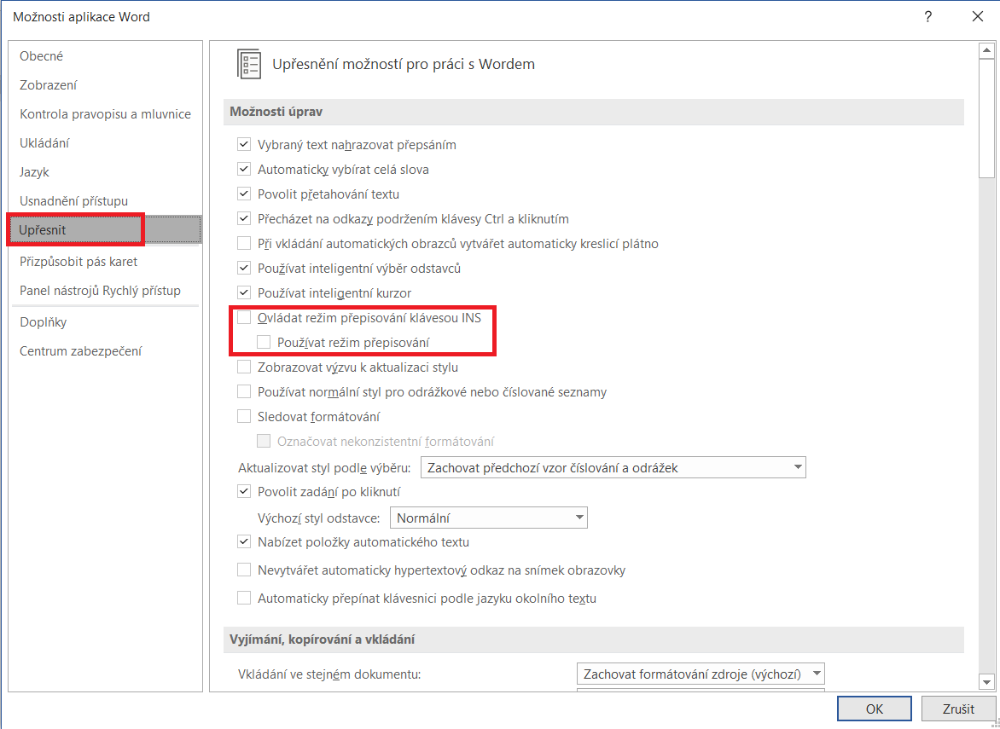 Možnosti aplikace Word
?
Obecné
Zobrazení
Kontrola pravopisu a mluvnice
Ukládání
Jazyk
Usnadnění přístupu
Upřesnit
Přizpůsobit pás karet
Panel nástrojů Rychlý přístup
Doplňky
Centrum zabezpečení
Upřesnění možností pro práci s Wordem
Možnosti úprav
Vybraný text nahrazovat přepsáním
Automaticky vybírat celá slova
Povolit přetahování textu
Přecházet na odkazy podržením klávesy Ctrl a kliknutím
Při vkládání automatických obrazců vytvářet automaticky kreslicí plátno
Používat inteligentní výběr odstavců
Používat inteligentní kurzor
Ovládat režim přepisování klávesou INS
Používat režim přepisování
Zobrazovat výzvu k aktualizaci stylu
Používat normální styl pro odrážkové nebo číslované seznamy
Sledovat formátování
Označovat nekonzistentní formátování
Aktualizovat styl podle výběru: Zachovat předchozí vzor číslování a odrážek
Povolit zadání po kliknutí
Výchozí styl odstavce: Normální
Nabízet položky automatického textu
Nevytvářet automaticky hypertextový odkaz na snímek obrazovky
Automaticky přepínat klávesnici podle jazyku okolního textu
Vyjímání, kopírování a vkládání
Vkládání ve stejném dokumentu: Zachovat formátování zdroje (výchozí)
OK
Zrušit